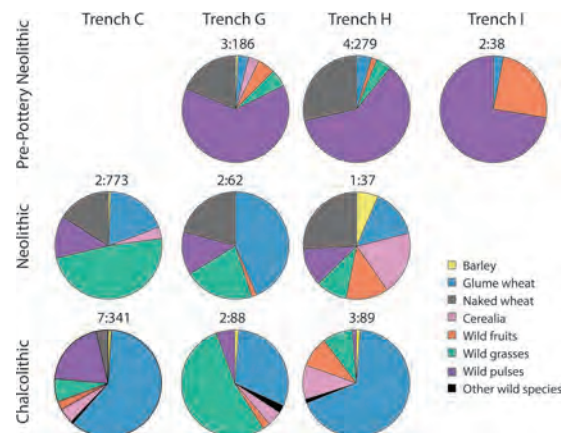 Trench C Trench G Trench H Trench I
Pre-Pottery Neolithic
3:186 4:279 2:38
Neolithic
2:773 2:62 1:37
Chalcolithic
7:341 2:88 3:89
Barley
Glume wheat
Naked wheat
Cerealia
Wild fruits
Wild grasses
Wild pulses
Other wild species